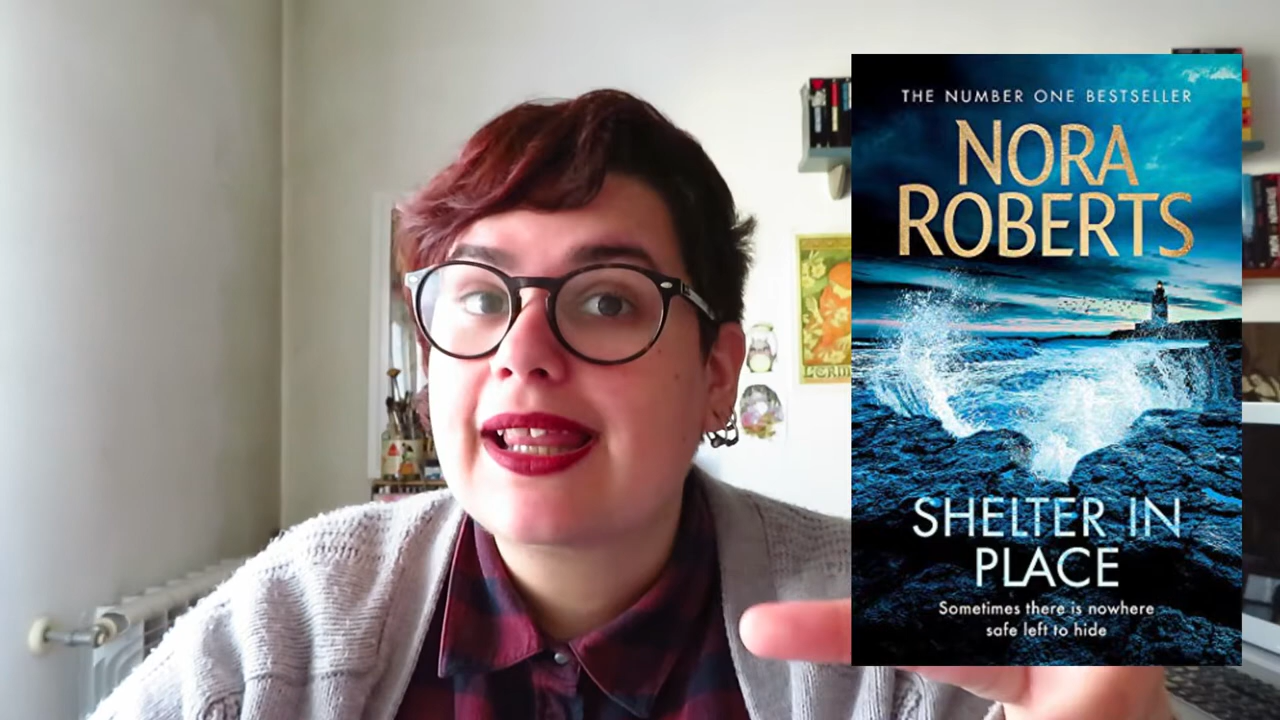 THE NUMBER ONE BESTSELLER
NORA
ROBERTS
SHELTER IN
PLACE
Sometimes there is nowhere
safe left to hide